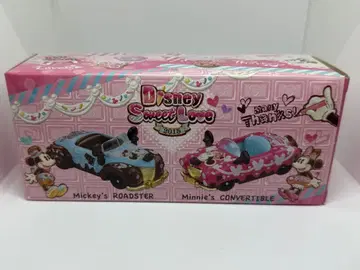 Disney
Sweet Love
2018
Many
Thanks!
Mickey's ROADSTER
Minnie's CONVERTIBLE